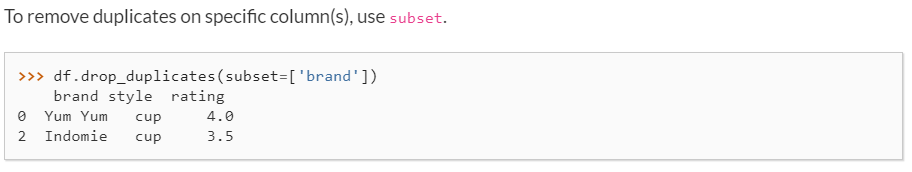 To remove duplicates on specific column(s), use subset.
>>> df.drop_duplicates(subset=['brand'])
    brand style  rating
0  Yum Yum   cup     4.0
2  Indomie   cup     3.5